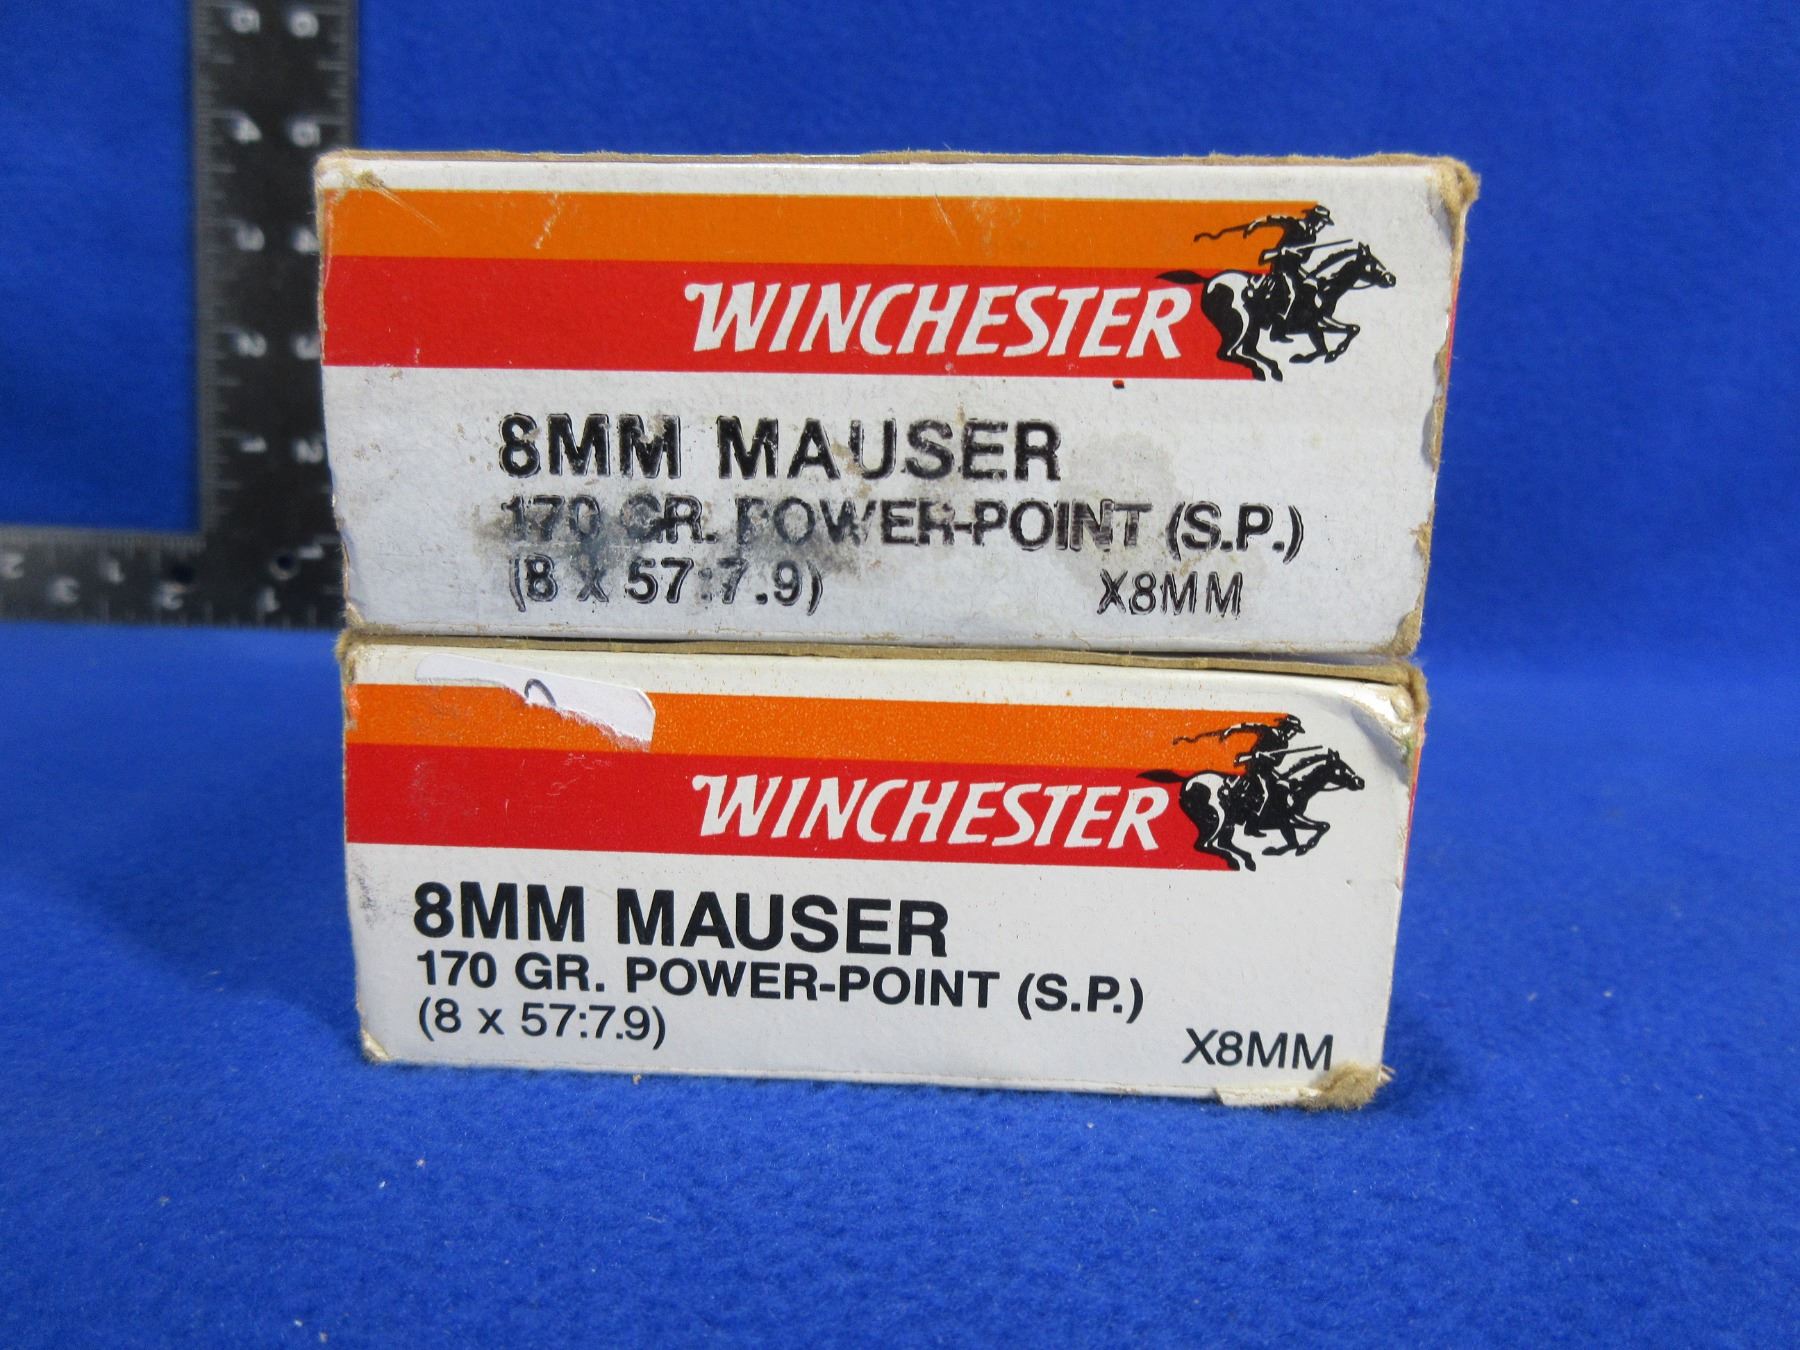 WINCHESTER
8MM MAUSER
170 GR. POWER-POINT (S.P.)
(8 x 57:7.9)
X8MM
WINCHESTER
8MM MAUSER
170 GR. POWER-POINT (S.P.)
(8 x 57:7.9)
X8MM